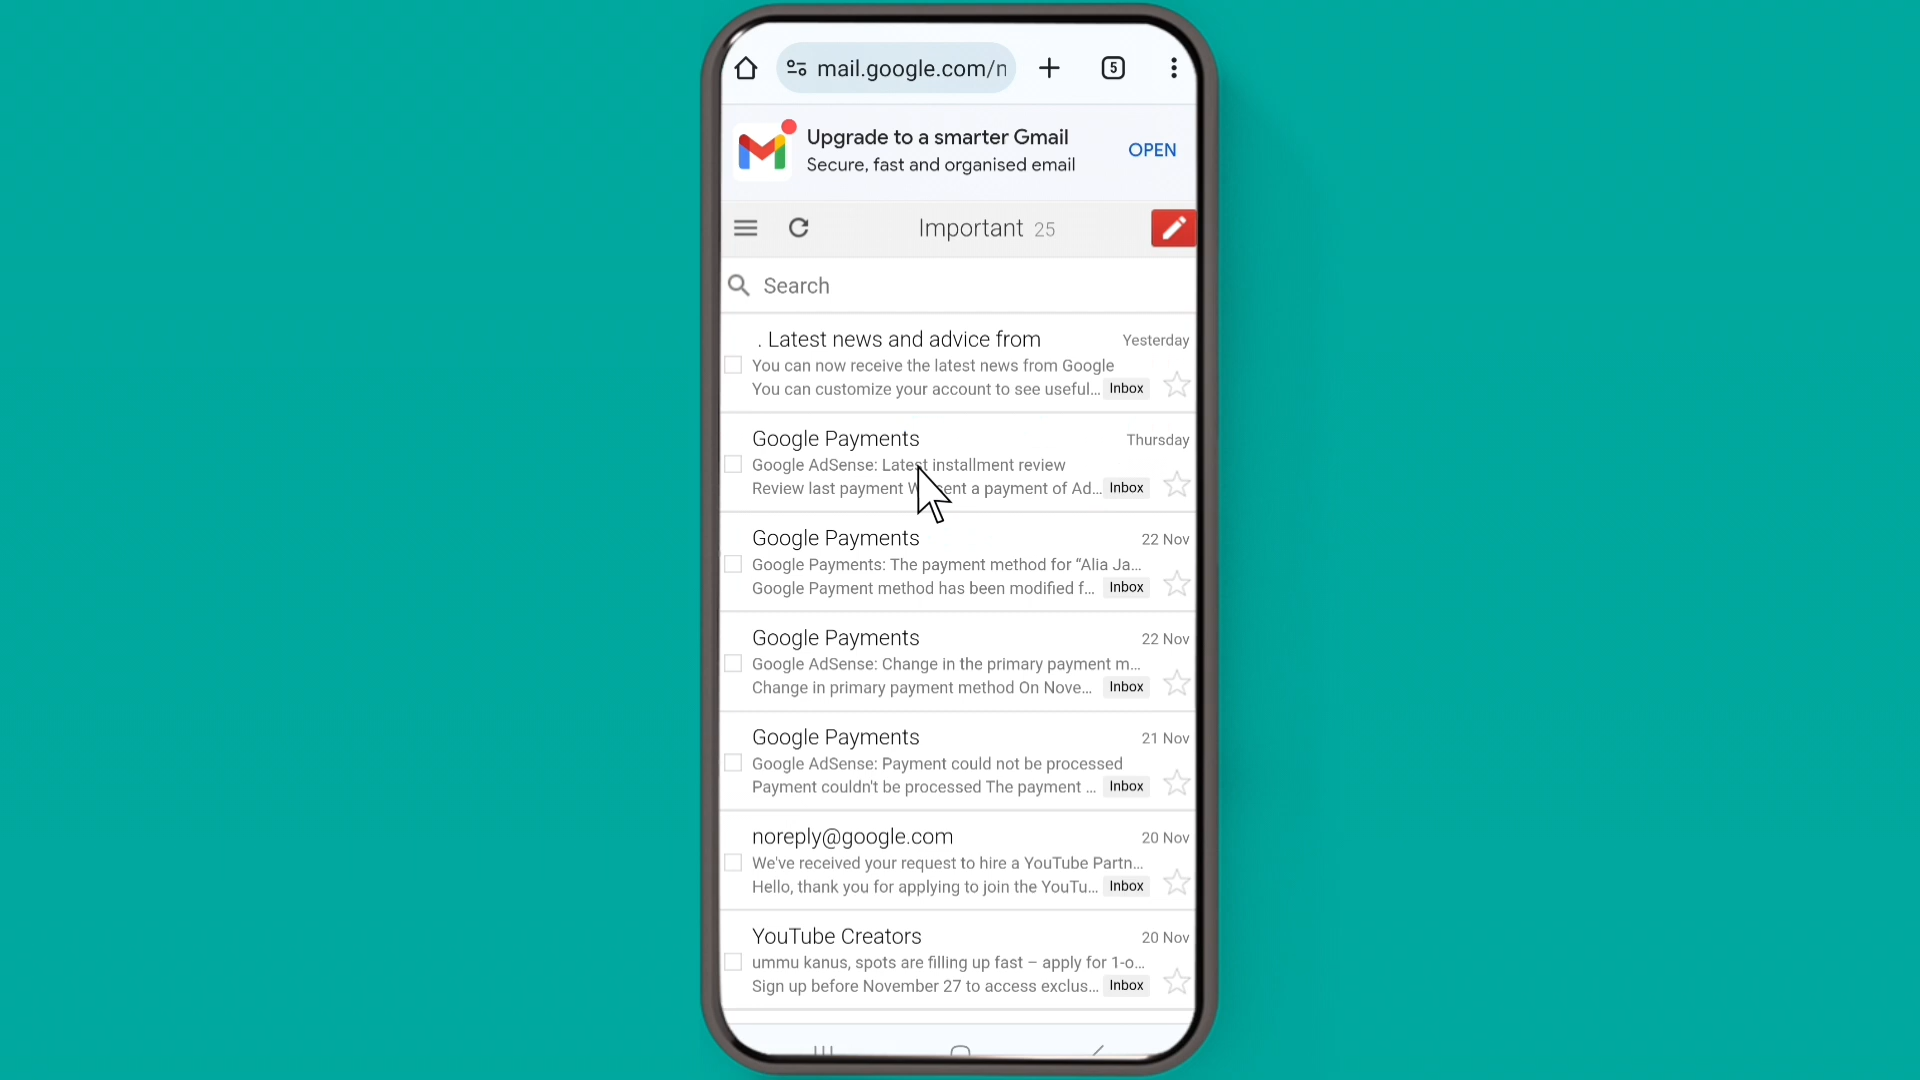 mail.google.com/
5
Upgrade to a smarter Gmail
Secure, fast and organised email
OPEN
Important 25
Search
. Latest news and advice from Yesterday
You can now receive the latest news from Google
You can customize your account to see useful... Inbox
Google Payments Thursday
Google AdSense: Latest installment review
Review last payment a payment of Ad... Inbox
Google Payments 22 Nov
Google Payments: The payment method for “Alia Ja...
Google Payment method has been modified f... Inbox
Google Payments 22 Nov
Google AdSense: Change in the primary payment m...
Change in primary payment method On Nove... Inbox
Google Payments 21 Nov
Google AdSense: Payment could not be processed
Payment couldn't be processed The payment ... Inbox
noreply@google.com 20 Nov
We've received your request to hire a YouTube Partn...
Hello, thank you for applying to join the YouTu... Inbox
YouTube Creators 20 Nov
ummu kanus, spots are filling up fast – apply for 1-o...
Sign up before November 27 to access exclus... Inbox